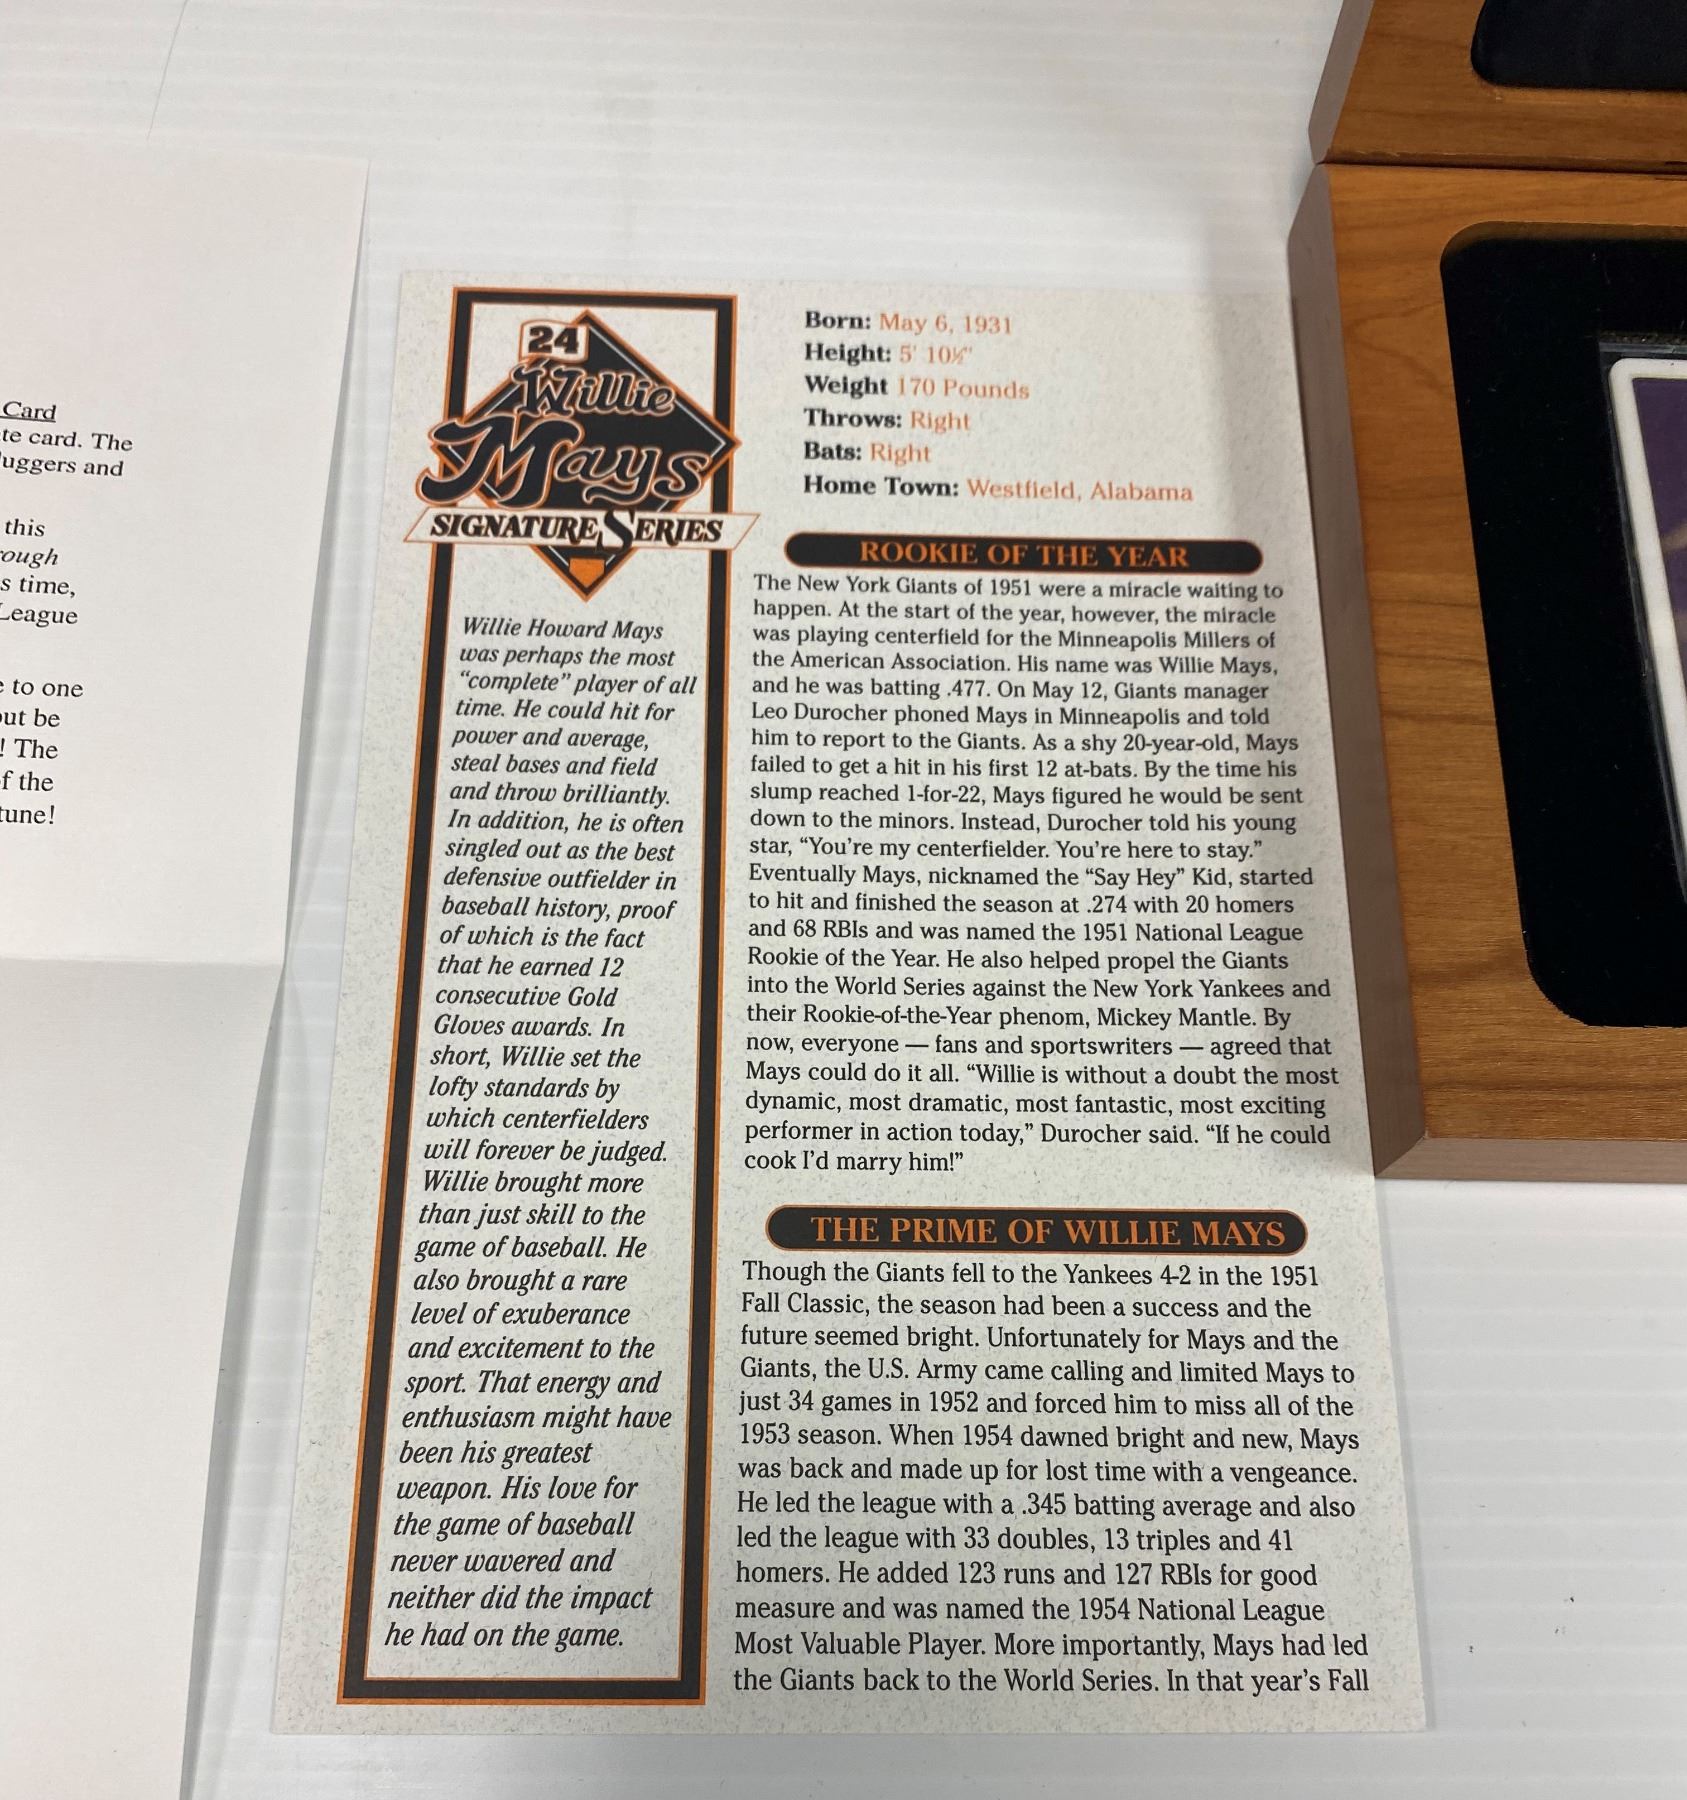 Card
te card. The
uggers and
this
rough
s time,
League
e to one
out be
! The
f the
tune!
24
Willie
Mays
SIGNATURE SERIES
Willie Howard Mays
was perhaps the most
“complete” player of all
time. He could hit for
power and average,
steal bases and field
and throw brilliantly.
In addition, he is often
singled out as the best
defensive outfielder in
baseball history, proof
of which is the fact
that he earned 12
consecutive Gold
Gloves awards. In
short, Willie set the
lofty standards by
which centerfielders
will forever be judged.
Willie brought more
than just skill to the
game of baseball. He
also brought a rare
level of exuberance
and excitement to the
sport. That energy and
enthusiasm might have
been his greatest
weapon. His love for
the game of baseball
never wavered and
neither did the impact
he had on the game.
Born: May 6, 1931
Height: 5' 10½"
Weight 170 Pounds
Throws: Right
Bats: Right
Home Town: Westfield, Alabama
ROOKIE OF THE YEAR
The New York Giants of 1951 were a miracle waiting to
happen. At the start of the year, however, the miracle
was playing centerfield for the Minneapolis Millers of
the American Association. His name was Willie Mays,
and he was batting .477. On May 12, Giants manager
Leo Durocher phoned Mays in Minneapolis and told
him to report to the Giants. As a shy 20-year-old, Mays
failed to get a hit in his first 12 at-bats. By the time his
slump reached 1-for-22, Mays figured he would be sent
down to the minors. Instead, Durocher told his young
star, “You’re my centerfielder. You’re here to stay.”
Eventually Mays, nicknamed the “Say Hey” Kid, started
to hit and finished the season at .274 with 20 homers
and 68 RBIs and was named the 1951 National League
Rookie of the Year. He also helped propel the Giants
into the World Series against the New York Yankees and
their Rookie-of-the-Year phenom, Mickey Mantle. By
now, everyone — fans and sportswriters — agreed that
Mays could do it all. “Willie is without a doubt the most
dynamic, most dramatic, most fantastic, most exciting
performer in action today,” Durocher said. “If he could
cook I’d marry him!”
THE PRIME OF WILLIE MAYS
Though the Giants fell to the Yankees 4-2 in the 1951
Fall Classic, the season had been a success and the
future seemed bright. Unfortunately for Mays and the
Giants, the U.S. Army came calling and limited Mays to
just 34 games in 1952 and forced him to miss all of the
1953 season. When 1954 dawned bright and new, Mays
was back and made up for lost time with a vengeance.
He led the league with a .345 batting average and also
led the league with 33 doubles, 13 triples and 41
homers. He added 123 runs and 127 RBIs for good
measure and was named the 1954 National League
Most Valuable Player. More importantly, Mays had led
the Giants back to the World Series. In that year’s Fall